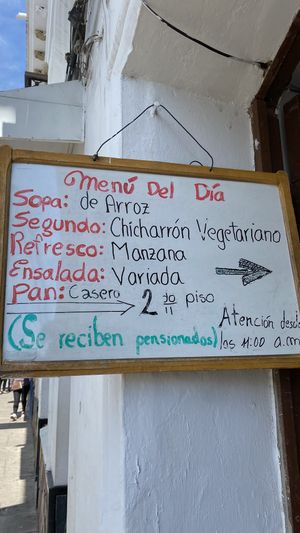 Menú Del Día
Sopa: de Arroz
Segundo: Chicharrón Vegetariano
Refresco: Manzana
Ensalada: Variada
Pan: Casero
2 do piso
Atención desde
(Se reciben pensionados) las 11:00 a.m